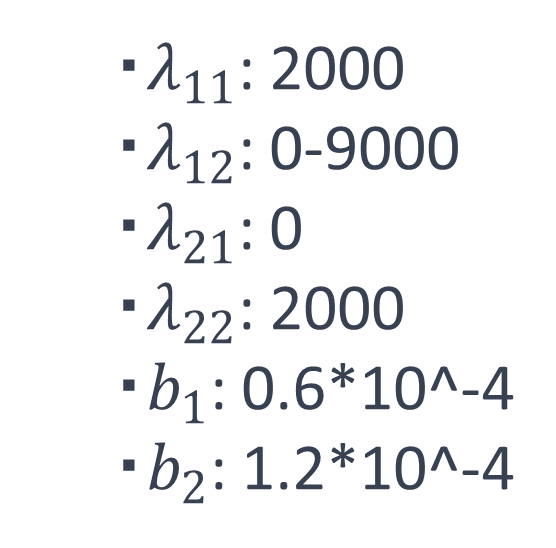 ▪ λ₁₁: 2000
▪ λ₁₂: 0-9000
▪ λ₂₁: 0
▪ λ₂₂: 2000
▪ b₁: 0.6*10^-4
▪ b₂: 1.2*10^-4